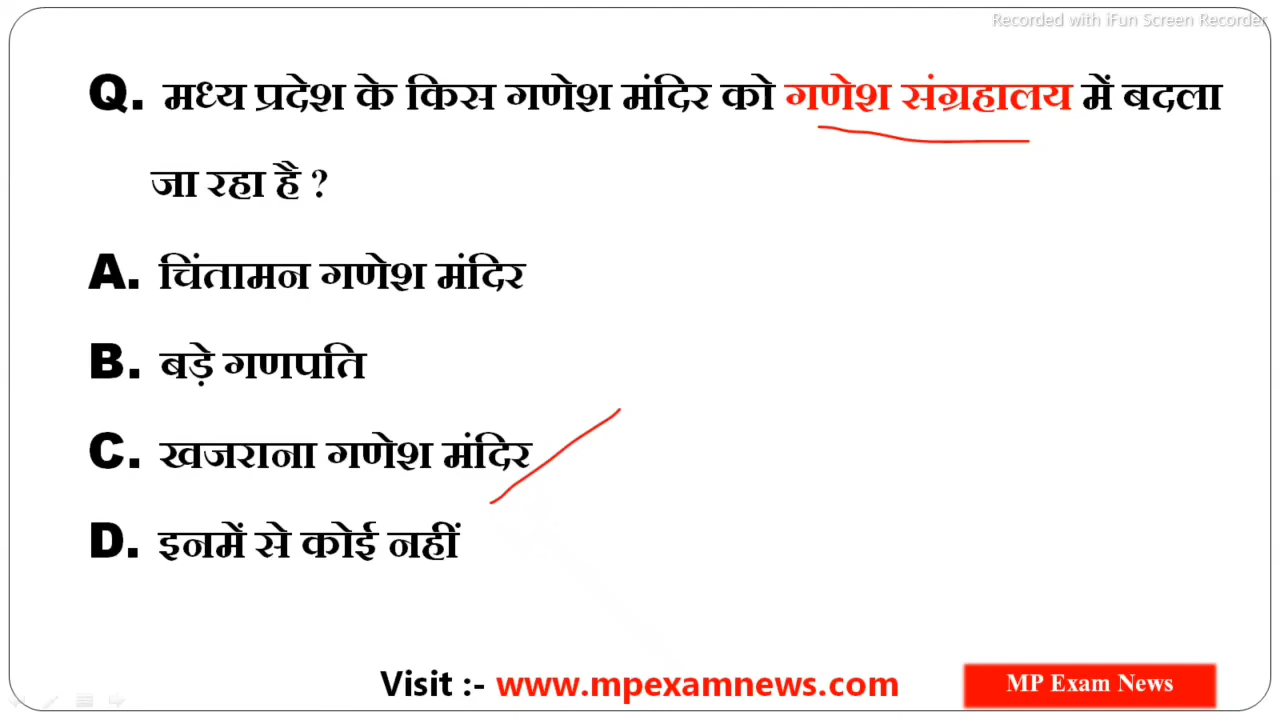 Recorded with iFun Screen Recorder
Q. मध्य प्रदेश के किस गणेश मंदिर को गणेश संग्रहालय में बदला
जा रहा है ?
A. चिंतामन गणेश मंदिर
B. बड़े गणपति
C. खजराना गणेश मंदिर
D. इनमें से कोई नहीं
Visit :- www.mpexamnews.com
MP Exam News